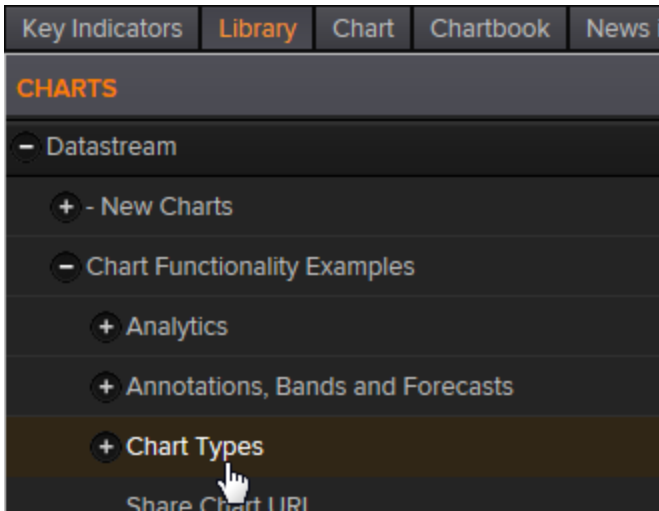 Key Indicators Library Chart Chartbook News
CHARTS
Datastream
- New Charts
Chart Functionality Examples
Analytics
Annotations, Bands and Forecasts
Chart Types
Share Chart URL